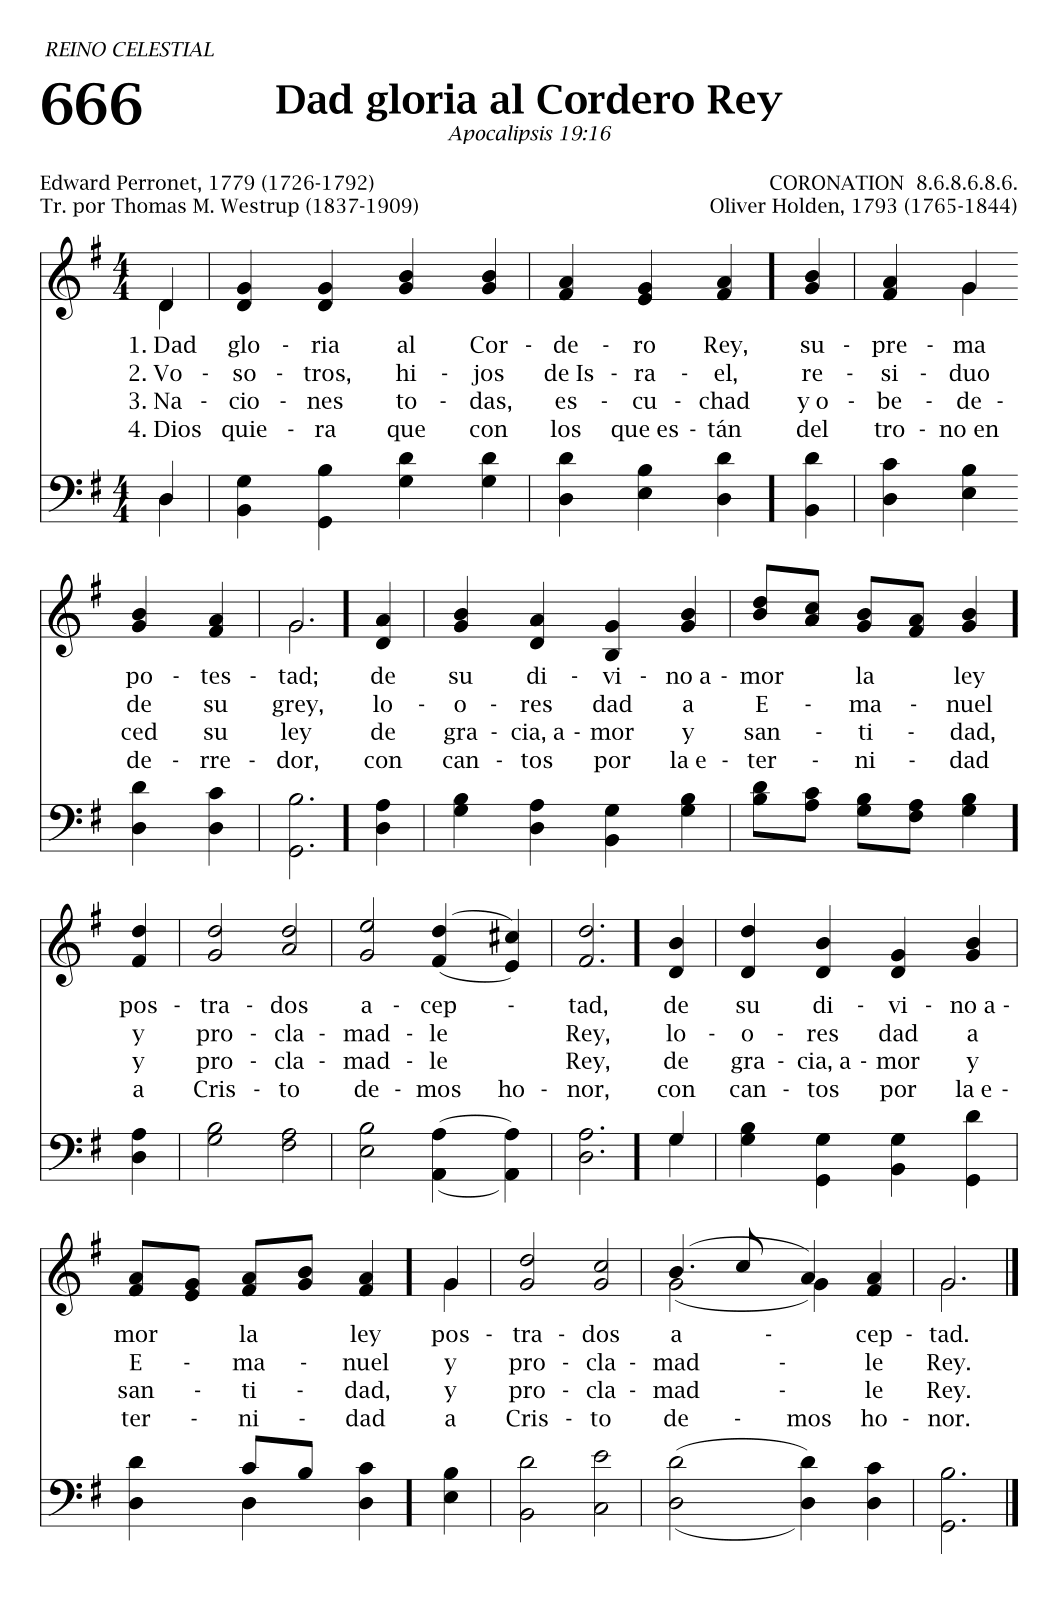 REINO CELESTIAL
666
Dad gloria al Cordero Rey
Apocalipsis 19:16
Edward Perronet, 1779 (1726-1792)
CORONATION 8.6.8.6.8.6.
Tr. por Thomas M. Westrup (1837-1909)
Oliver Holden, 1793 (1765-1844)
4
4
1. Dad glo - ria al Cor - de - ro Rey, su - pre - ma
2. Vo - so - tros, hi - jos de Is - ra - el, re - si - duo
3. Na - cio - nes to - das, es - cu - chad y o - be - de -
4. Dios quie - ra que con los que es - tán del tro - no en
4
4
po - tes - tad; de su di - vi - no a - mor la ley
de su grey, lo - o - res dad a E - ma - nuel
ced su ley de gra - cia, a - mor y san - ti - dad,
de - rre - dor, con can - tos por la e - ter - ni - dad
pos - tra - dos a - cep - tad, de su di - vi - no a -
y pro - cla - mad - le Rey, lo - o - res dad a
y pro - cla - mad - le Rey, de gra - cia, a - mor y
a Cris - to de - mos ho - nor, con can - tos por la e -
mor la ley pos - tra - dos a - cep - tad.
E - ma - nuel y pro - cla - mad - le Rey.
san - ti - dad, y pro - cla - mad - le Rey.
ter - ni - dad a Cris - to de - mos ho - nor.